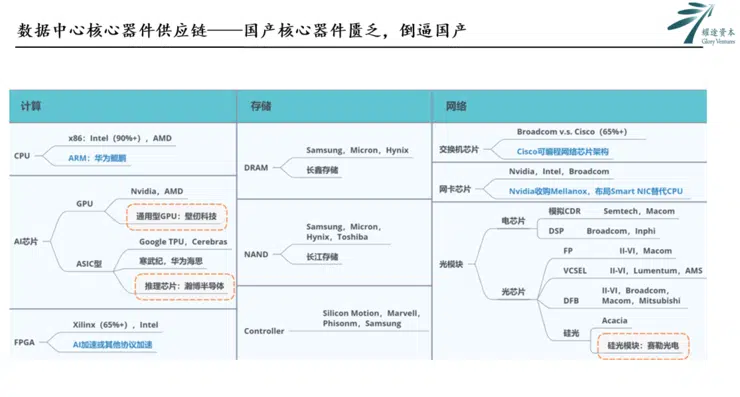 数据中心核心器件供应链——国产核心器件匮乏，倒逼国产
耀途资本
Glory Ventures
计算
CPU
x86：Intel（90%+），AMD
ARM：华为鲲鹏
AI芯片
GPU
Nvidia，AMD
通用型GPU：壁仞科技
ASIC型
Google TPU，Cerebras
寒武纪，华为海思
推理芯片：瀚博半导体
FPGA
Xilinx（65%+），Intel
AI加速或其他协议加速
存储
DRAM
Samsung，Micron，Hynix
长鑫存储
NAND
Samsung，Micron，
Hynix，Toshiba
长江存储
Controller
Silicon Motion，Marvell，
Phisonm，Samsung
网络
交换机芯片
Broadcom v.s. Cisco（65%+）
Cisco可编程网络芯片架构
网卡芯片
Nvidia，Intel，Broadcom
Nvidia收购Mellanox，布局Smart NIC替代CPU
光模块
电芯片
模拟CDR
Semtech，Macom
DSP
Broadcom，Inphi
光芯片
FP
II-VI，Macom
VCSEL
II-VI，Lumentum，AMS
DFB
II-VI，Broadcom，
Macom，Mitsubishi
硅光
Acacia
硅光模块：赛勒光电